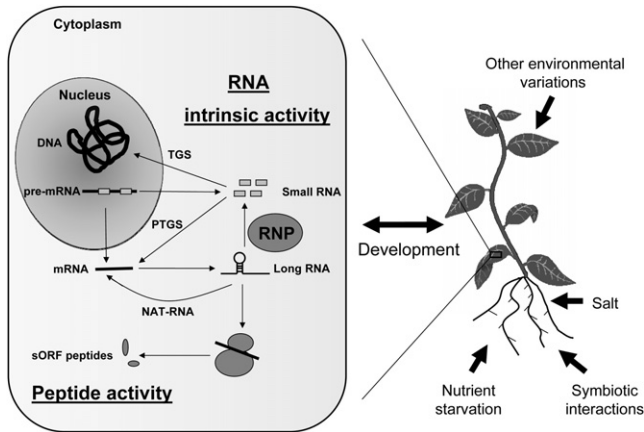 Cytoplasm
Nucleus
DNA
TGS
RNA
intrinsic activity
pre-mRNA
Small RNA
PTGS
RNP
mRNA
Long RNA
NAT-RNA
sORF peptides
Peptide activity
Development
Other environmental
variations
Salt
Nutrient
starvation
Symbiotic
interactions